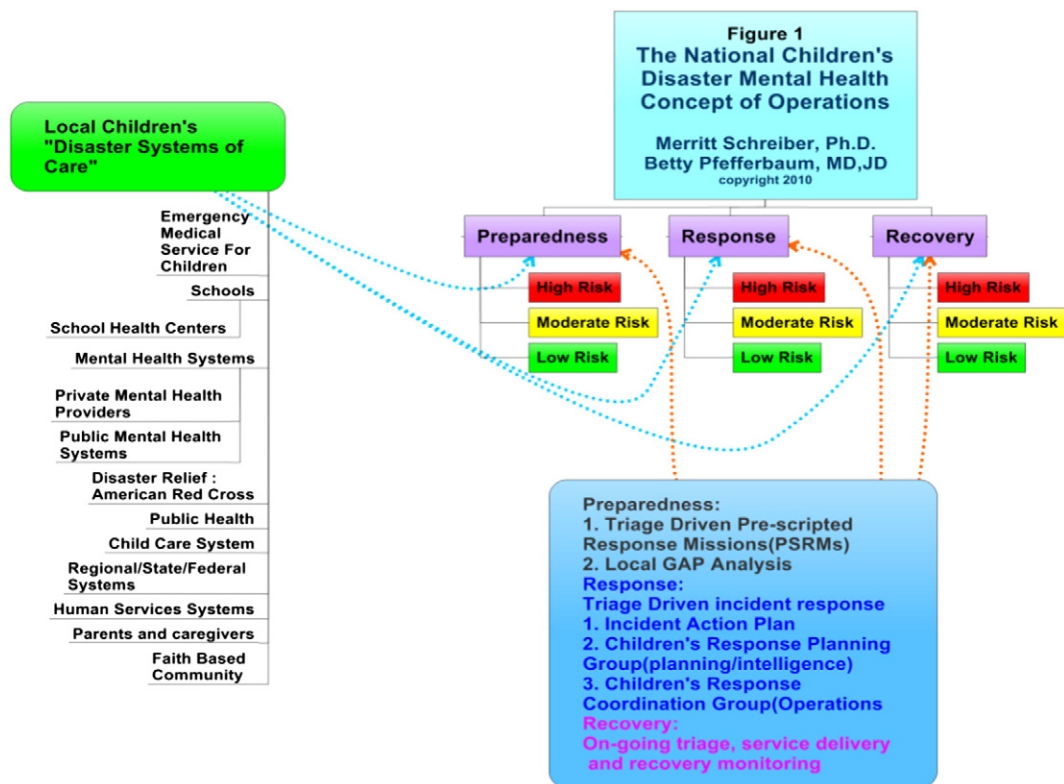 Figure 1
The National Children's
Disaster Mental Health
Concept of Operations
Merritt Schreiber, Ph.D.
Betty Pfefferbaum, MD,JD
copyright 2010
Local Children's
"Disaster Systems of
Care"
Emergency
Medical
Service For
Children
Schools
School Health Centers
Mental Health Systems
Private Mental Health
Providers
Public Mental Health
Systems
Disaster Relief :
American Red Cross
Public Health
Child Care System
Regional/State/Federal
Systems
Human Services Systems
Parents and caregivers
Faith Based
Community
Preparedness
High Risk
Moderate Risk
Low Risk
Response
High Risk
Moderate Risk
Low Risk
Recovery
High Risk
Moderate Risk
Low Risk
Preparedness:
1. Triage Driven Pre-scripted
Response Missions(PSRMs)
2. Local GAP Analysis
Response:
Triage Driven incident response
1. Incident Action Plan
2. Children's Response Planning
Group(planning/intelligence)
3. Children's Response
Coordination Group(Operations
Recovery:
On-going triage, service delivery
and recovery monitoring